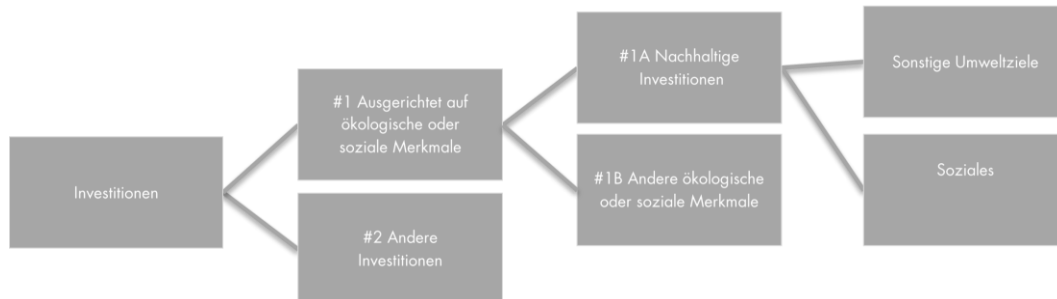 Investitionen
#1 Ausgerichtet auf
ökologische oder
soziale Merkmale
#2 Andere
Investitionen
#1A Nachhaltige
Investitionen
#1B Andere ökologische
oder soziale Merkmale
Sonstige Umweltziele
Soziales